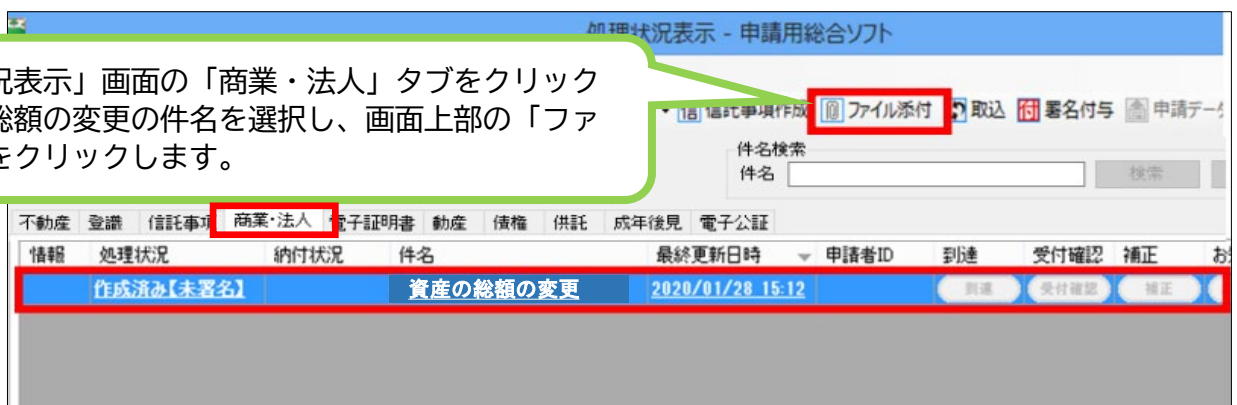 処理状況表示 - 申請用総合ソフト
況表示」画面の「商業・法人」タブをクリック
総額の変更の件名を選択し、画面上部の「ファ
をクリックします。
信託事項作成 ファイル添付 取込 署名付与 申請デー
件名検索
件名 検索
不動産 登識 信託事項 商業・法人 電子証明書 動産 債権 供託 成年後見 電子公証
情報 処理状況 納付状況 件名 最終更新日時 申請者ID 到達 受付確認 補正
作成済み【未署名】 資産の総額の変更 2020/01/28 15:12 到達 受付確認 補正